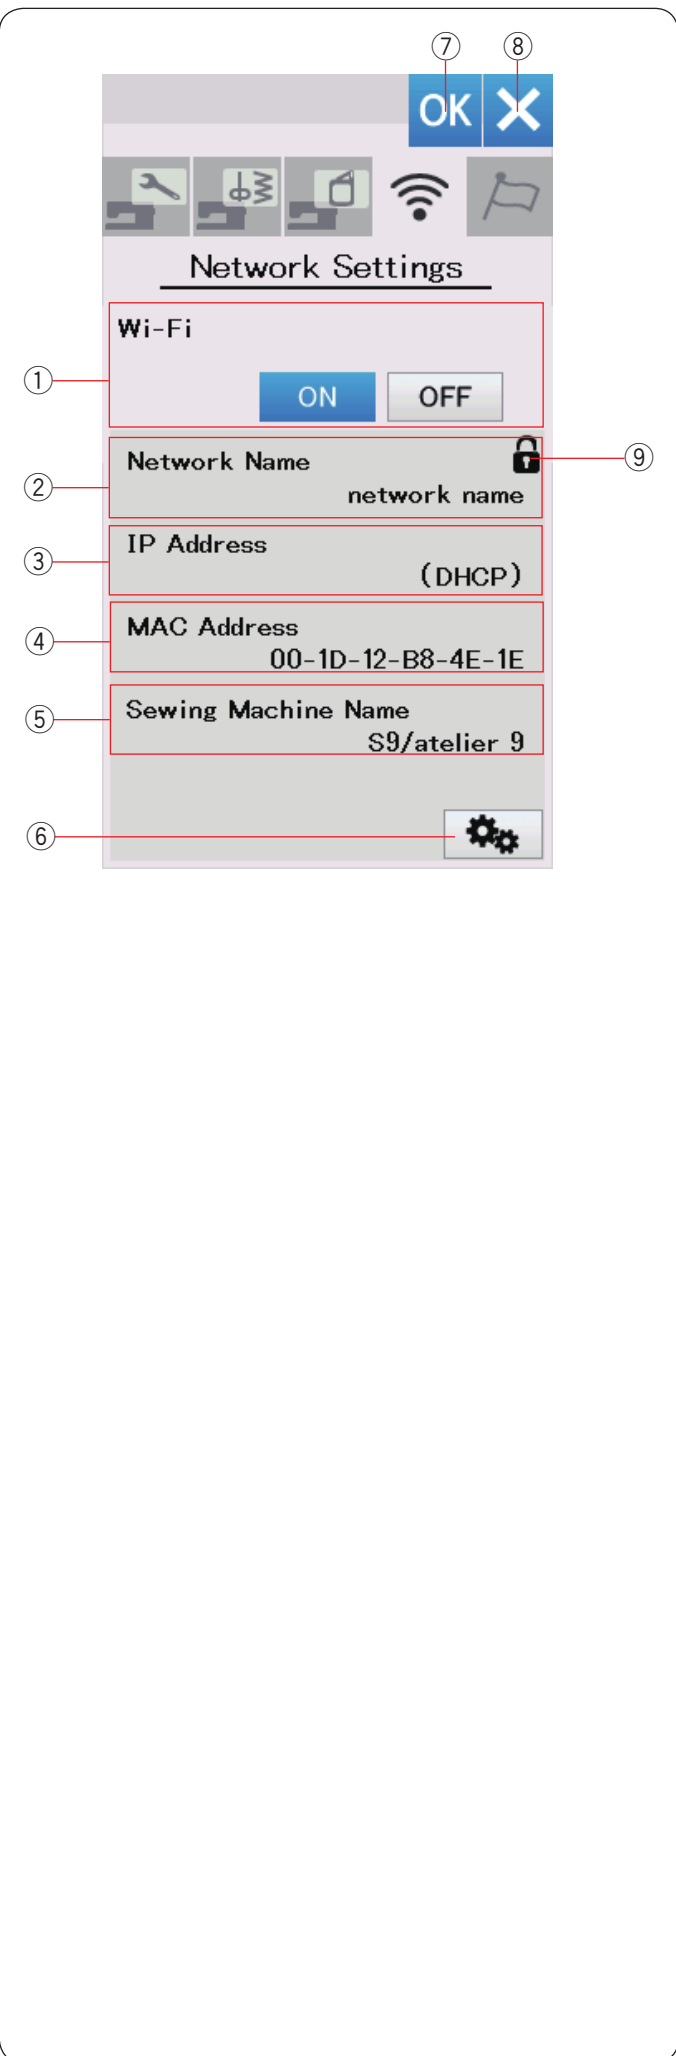 ⑦ ⑧
OK
Network Settings
Wi-Fi
①
ON OFF
Network Name
⑨
②
network name
IP Address
③
(DHCP)
MAC Address
④
00-1D-12-B8-4E-1E
Sewing Machine Name
⑤
S9/atelier 9
⑥